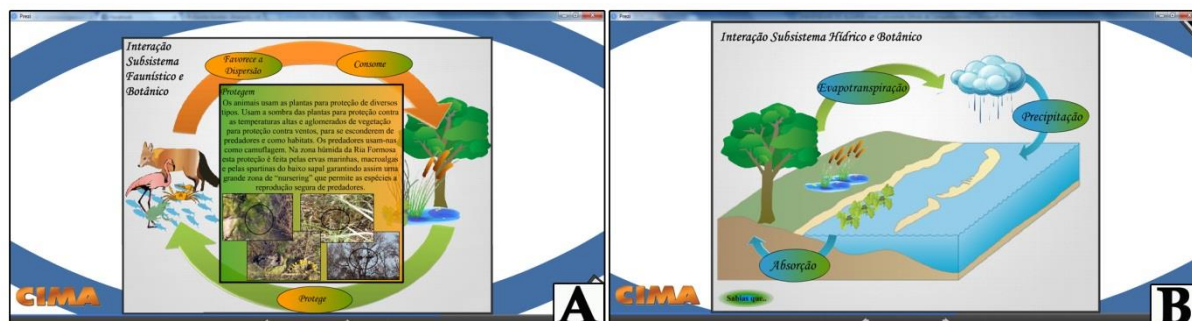 Prezi
Interação
Subsistema
Faunístico e
Botânico
Favorece a
Dispersão
Consome
Protegem
Os animais usam as plantas para proteção de diversos
tipos. Usam a sombra das plantas para proteção contra
as temperaturas altas e aglomerados de vegetação
para proteção contra ventos, para se esconderem de
predadores e como habitats. Os predadores usam-nas
como camoflagem. Na zona húmida da Ria Formosa
esta proteção é feita pelas ervas marinhas, macroalgas
e pelas spartinas do baixo sapal garantindo assim uma
grande zona de "nursering" que permite as espécies a
reprodução segura de predadores.
Protege
CIMA
A
Prezi
Interação Subsistema Hídrico e Botânico
Evapotranspiração
Precipitação
Absorção
Sabias que..
CIMA
B